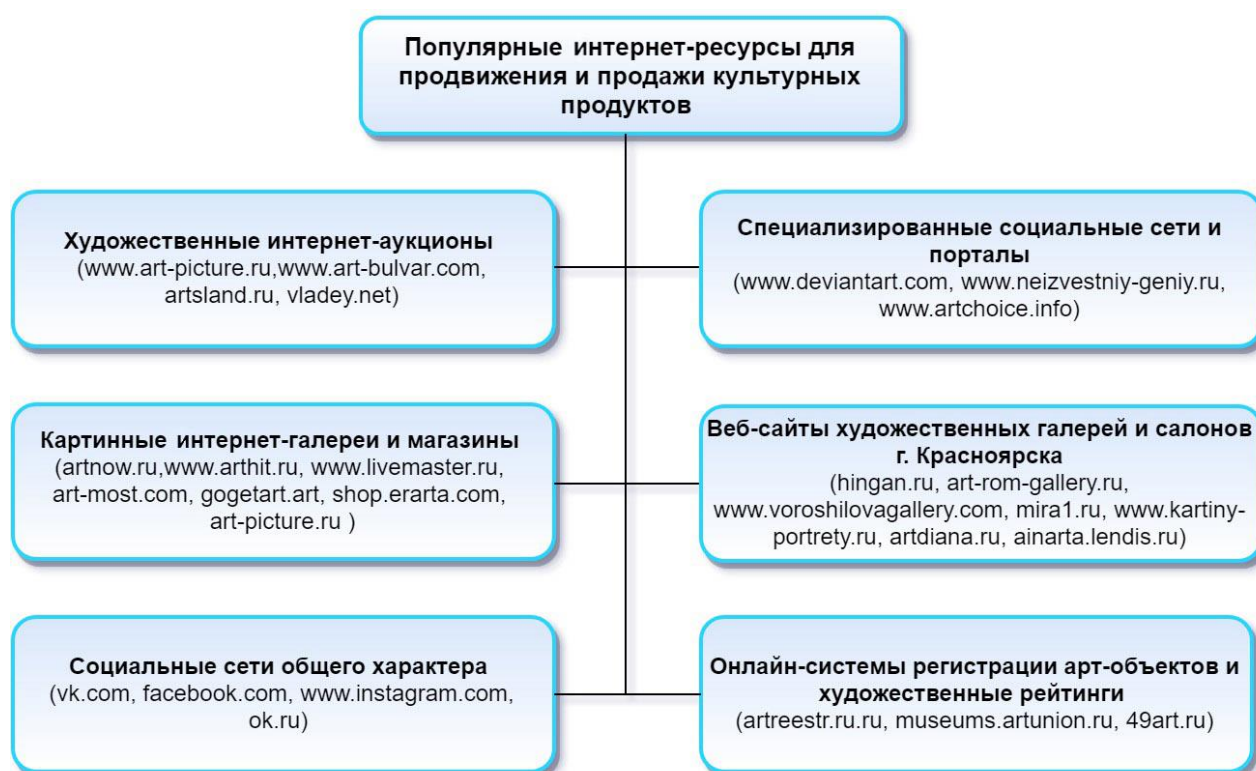 Популярные интернет-ресурсы для
продвижения и продажи культурных
продуктов
Художественные интернет-аукционы
(www.art-picture.ru,www.art-bulvar.com,
artsland.ru, vladey.net)
Специализированные социальные сети и
порталы
(www.deviantart.com, www.neizvestniy-geniy.ru,
www.artchoice.info)
Картинные интернет-галереи и магазины
(artnow.ru,www.arthit.ru, www.livemaster.ru,
art-most.com, gogetart.art, shop.erarta.com,
art-picture.ru )
Веб-сайты художественных галерей и салонов
г. Красноярска
(hingan.ru, art-rom-gallery.ru,
www.voroshilovagallery.com, mira1.ru, www.kartiny-
portrety.ru, artdiana.ru, ainarta.lendis.ru)
Социальные сети общего характера
(vk.com, facebook.com, www.instagram.com,
ok.ru)
Онлайн-системы регистрации арт-объектов и
художественные рейтинги
(artreestr.ru.ru, museums.artunion.ru, 49art.ru)